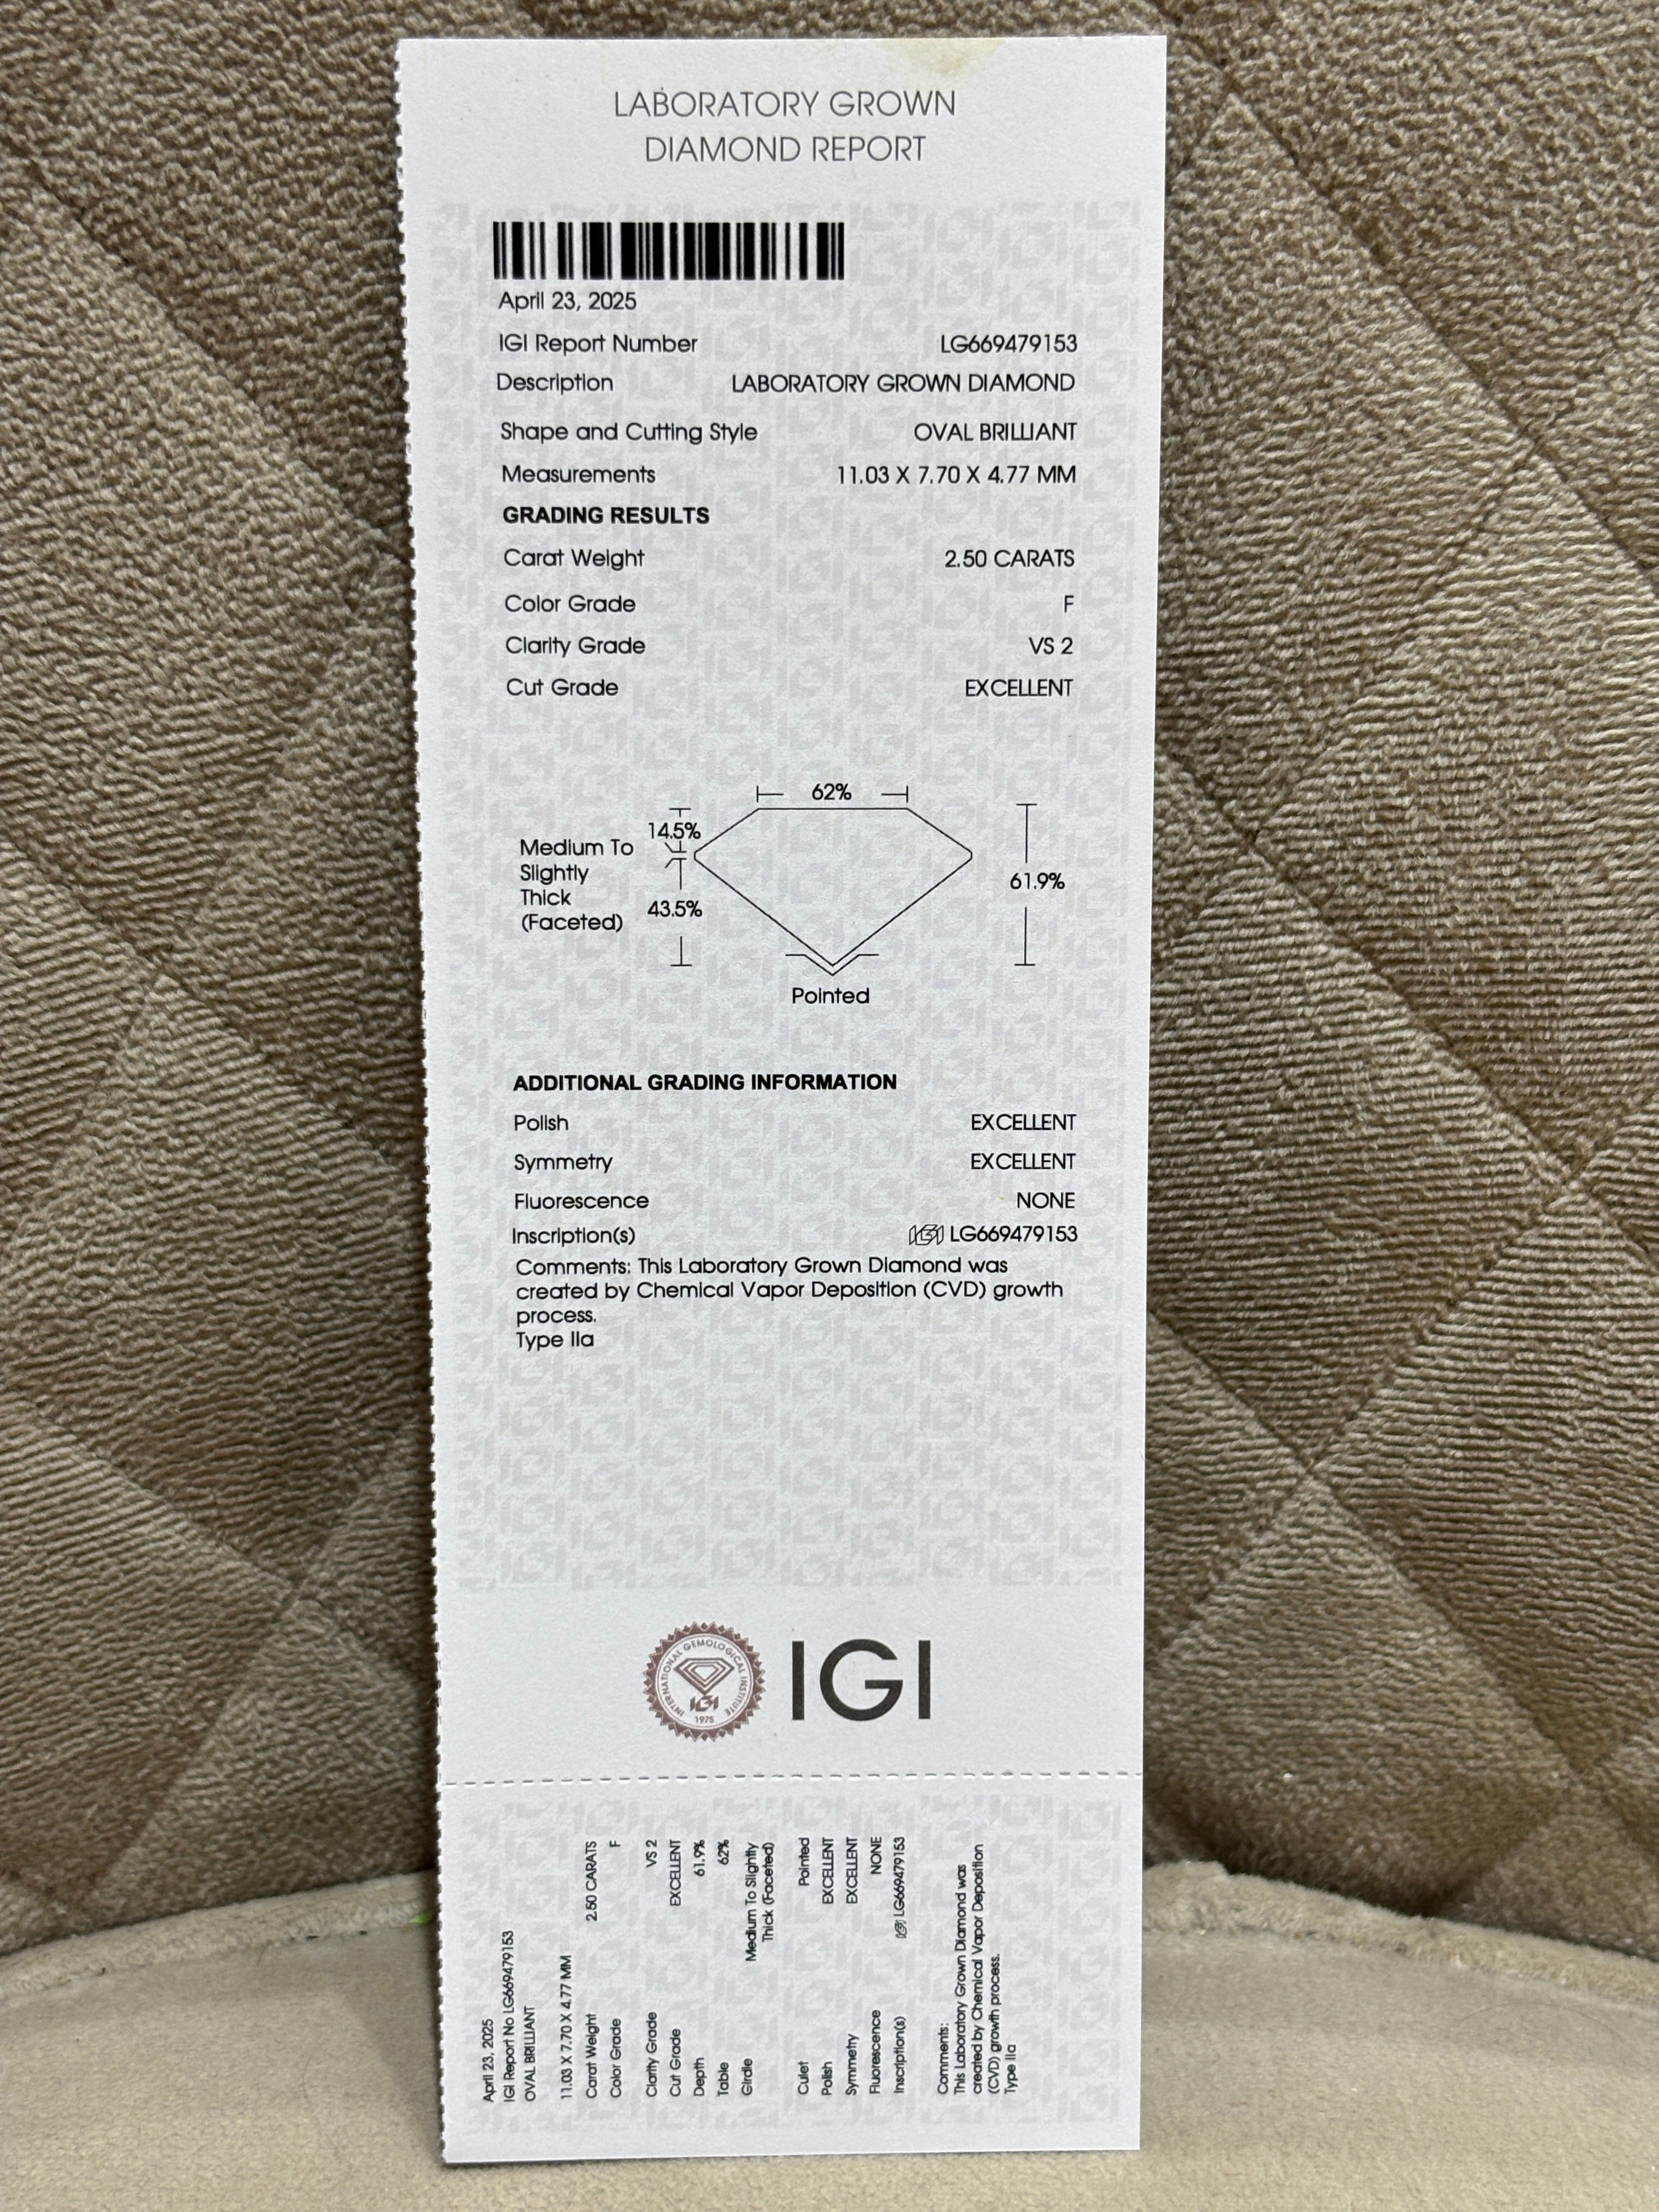 LABORATORY GROWN
DIAMOND REPORT
April 23, 2025
IGI Report Number LG669479153
Description LABORATORY GROWN DIAMOND
Shape and Cutting Style OVAL BRILLIANT
Measurements 11.03 X 7.70 X 4.77 MM
GRADING RESULTS
Carat Weight 2.50 CARATS
Color Grade F
Clarity Grade VS 2
Cut Grade EXCELLENT
62%
14.5%
Medium To
Slightly
Thick
(Faceted)
43.5%
61.9%
Pointed
ADDITIONAL GRADING INFORMATION
Polish EXCELLENT
Symmetry EXCELLENT
Fluorescence NONE
Inscription(s) IGI LG669479153
Comments: This Laboratory Grown Diamond was
created by Chemical Vapor Deposition (CVD) growth
process.
Type IIa
INTERNATIONAL GEMOLOGICAL INSTITUTE
IGI
1975
IGI
April 23, 2025
IGI Report No LG669479153
OVAL BRILLIANT
11.03 X 7.70 X 4.77 MM
Carat Weight 2.50 CARATS
Color Grade F
Clarity Grade VS 2
Cut Grade EXCELLENT
Depth 61.9%
Table 62%
Girdle Medium To Slightly
Thick (Faceted)
Culet Pointed
Polish EXCELLENT
Symmetry EXCELLENT
Fluorescence NONE
Inscription(s) IGI LG669479153
Comments:
This Laboratory Grown Diamond was
created by Chemical Vapor Deposition
(CVD) growth process.
Type IIa